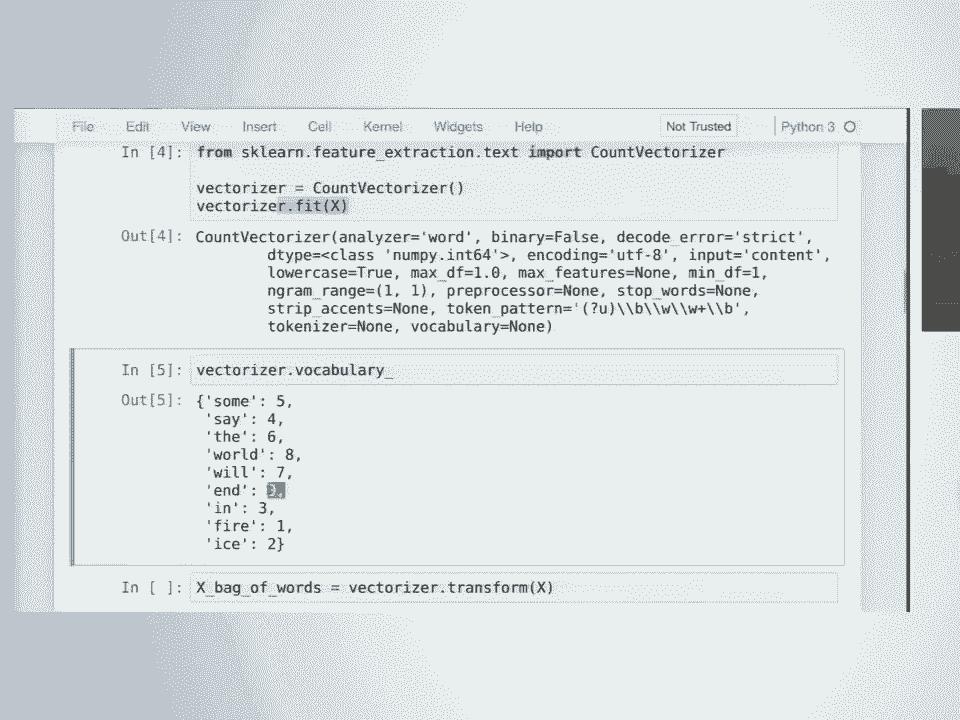 File Edit View Insert Cell Kernel Widgets Help Not Trusted Python 3
In [4]: from sklearn.feature_extraction.text import CountVectorizer
vectorizer = CountVectorizer()
vectorizer.fit(X)
Out[4]: CountVectorizer(analyzer='word', binary=False, decode_error='strict',
dtype=<class 'numpy.int64'>, encoding='utf-8', input='content',
lowercase=True, max_df=1.0, max_features=None, min_df=1,
ngram_range=(1, 1), preprocessor=None, stop_words=None,
strip_accents=None, token_pattern='(?u)\\b\\w\\w+\\b',
tokenizer=None, vocabulary=None)
In [5]: vectorizer.vocabulary_
Out[5]: {'some': 5,
'say': 4,
'the': 6,
'world': 8,
'will': 7,
'end': 0,
'in': 3,
'fire': 1,
'ice': 2}
In [ ]: X_bag_of_words = vectorizer.transform(X)